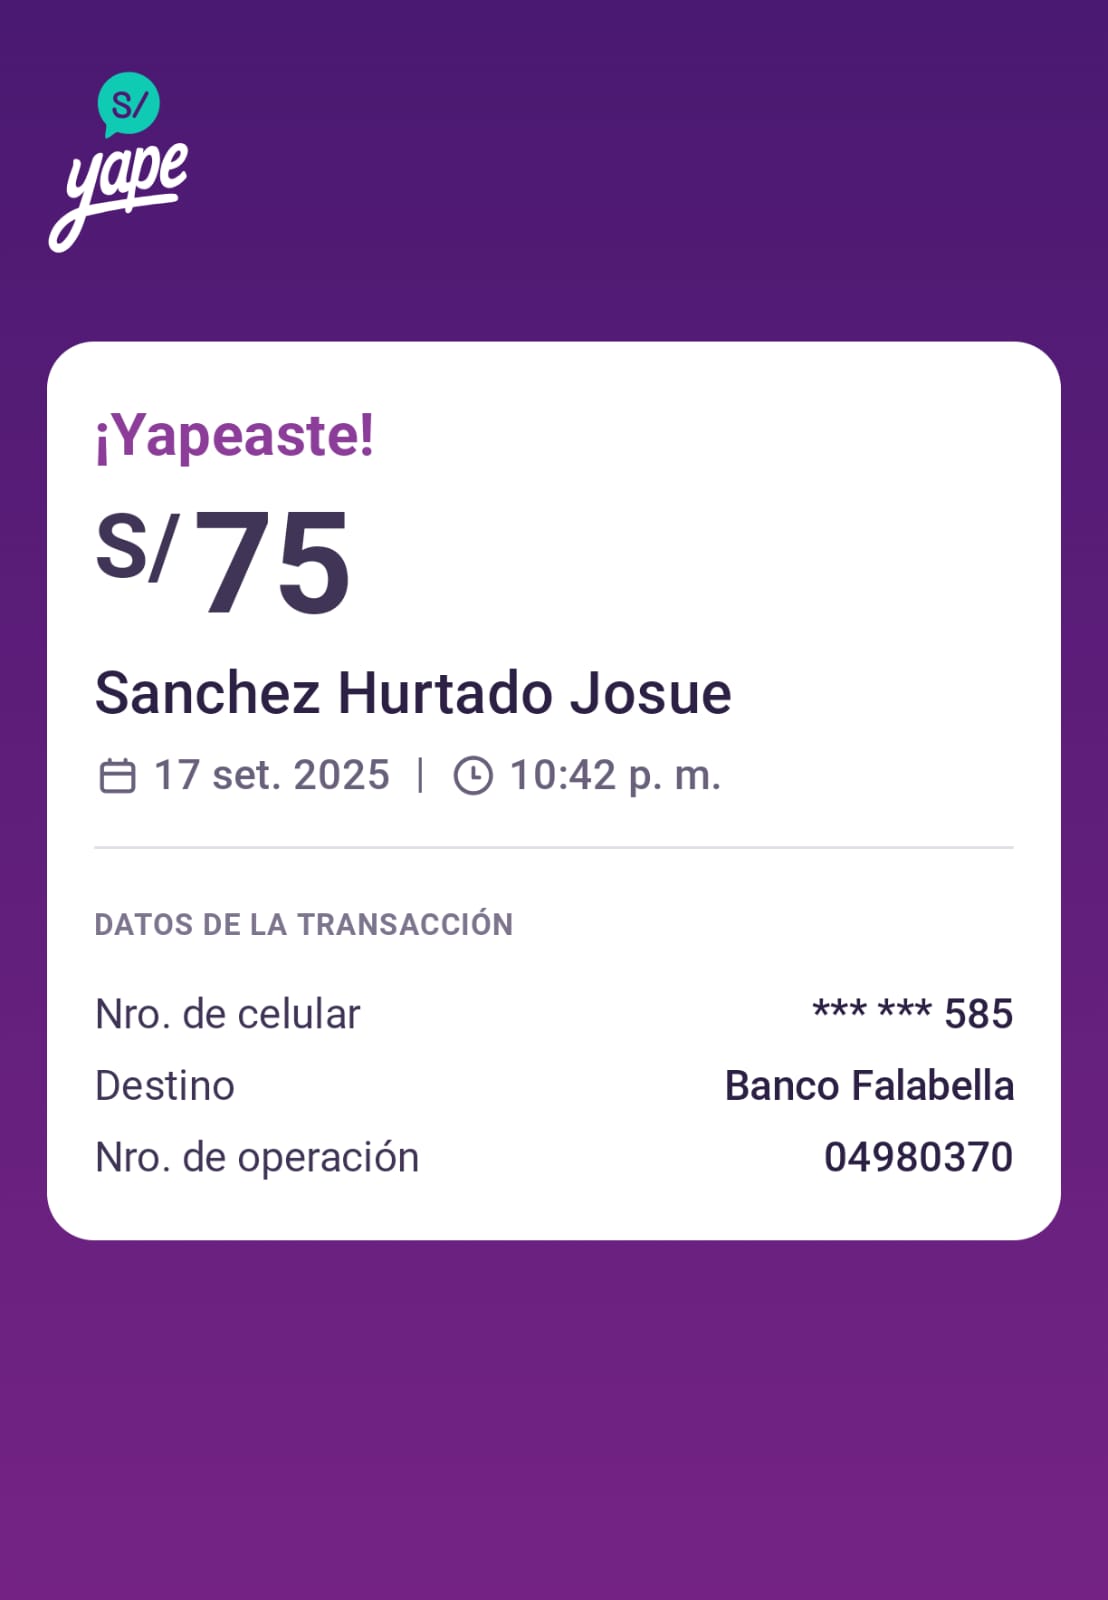 S/
yape
¡Yapeaste!
S/75
Sanchez Hurtado Josue
17 set. 2025 | 10:42 p. m.
DATOS DE LA TRANSACCIÓN
Nro. de celular *** *** 585
Destino Banco Falabella
Nro. de operación 04980370